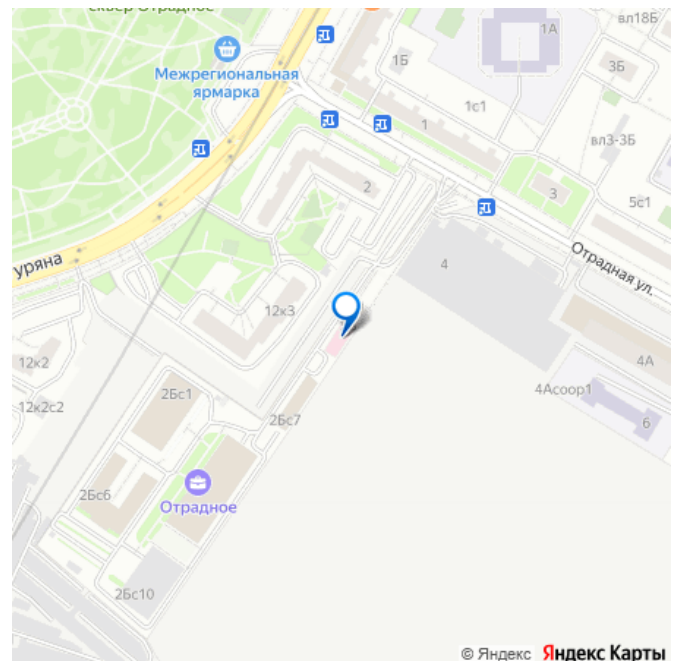 сквер Отрадное
Межрегиональная
ярмарка
1Б
1А
вл18Б
3Б
1с1
1
вл3-3Б
2
3
5с1
Отрадная ул.
уряна
4
12к3
12к2
4А
4Асоор1
6
12к2с2
2Бс1
2Бс7
2Бс6
Отрадное
2Бс10
© Яндекс Яндекс Карты